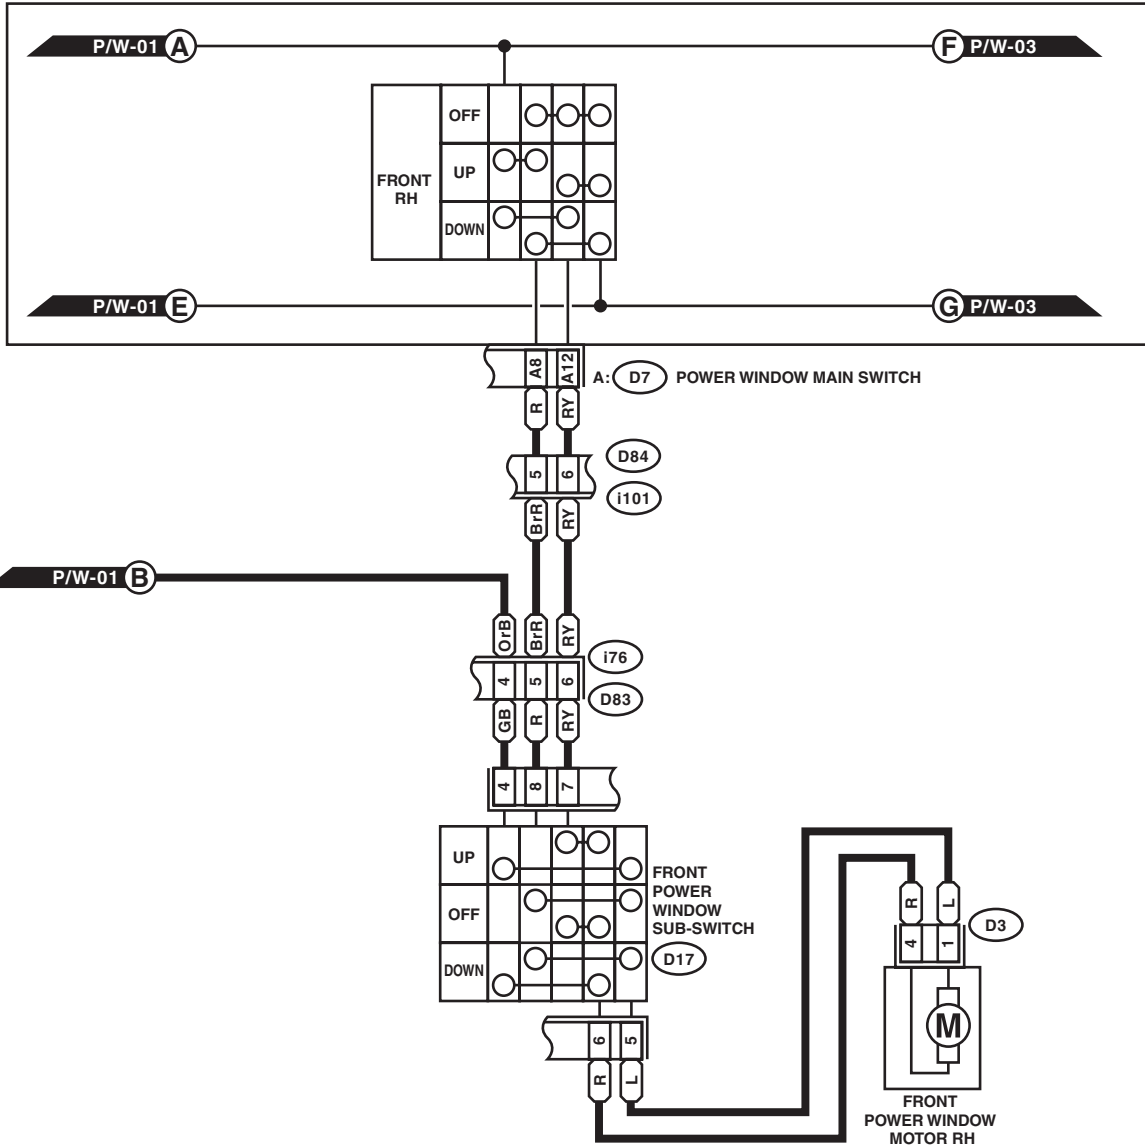 P/W-01 A
F P/W-03
FRONT
RH
OFF
UP
DOWN
P/W-01 E
G P/W-03
A8 A12
A: D7 POWER WINDOW MAIN SWITCH
R RY
5 6
D84
i101
BrR RY
P/W-01 B
OrB BrR RY
i76
4 5 6
D83
GB R RY
4 8 7
UP
OFF
DOWN
FRONT
POWER
WINDOW
SUB-SWITCH
D17
6 5
R L
R L
4 1
D3
M
FRONT
POWER WINDOW
MOTOR RH